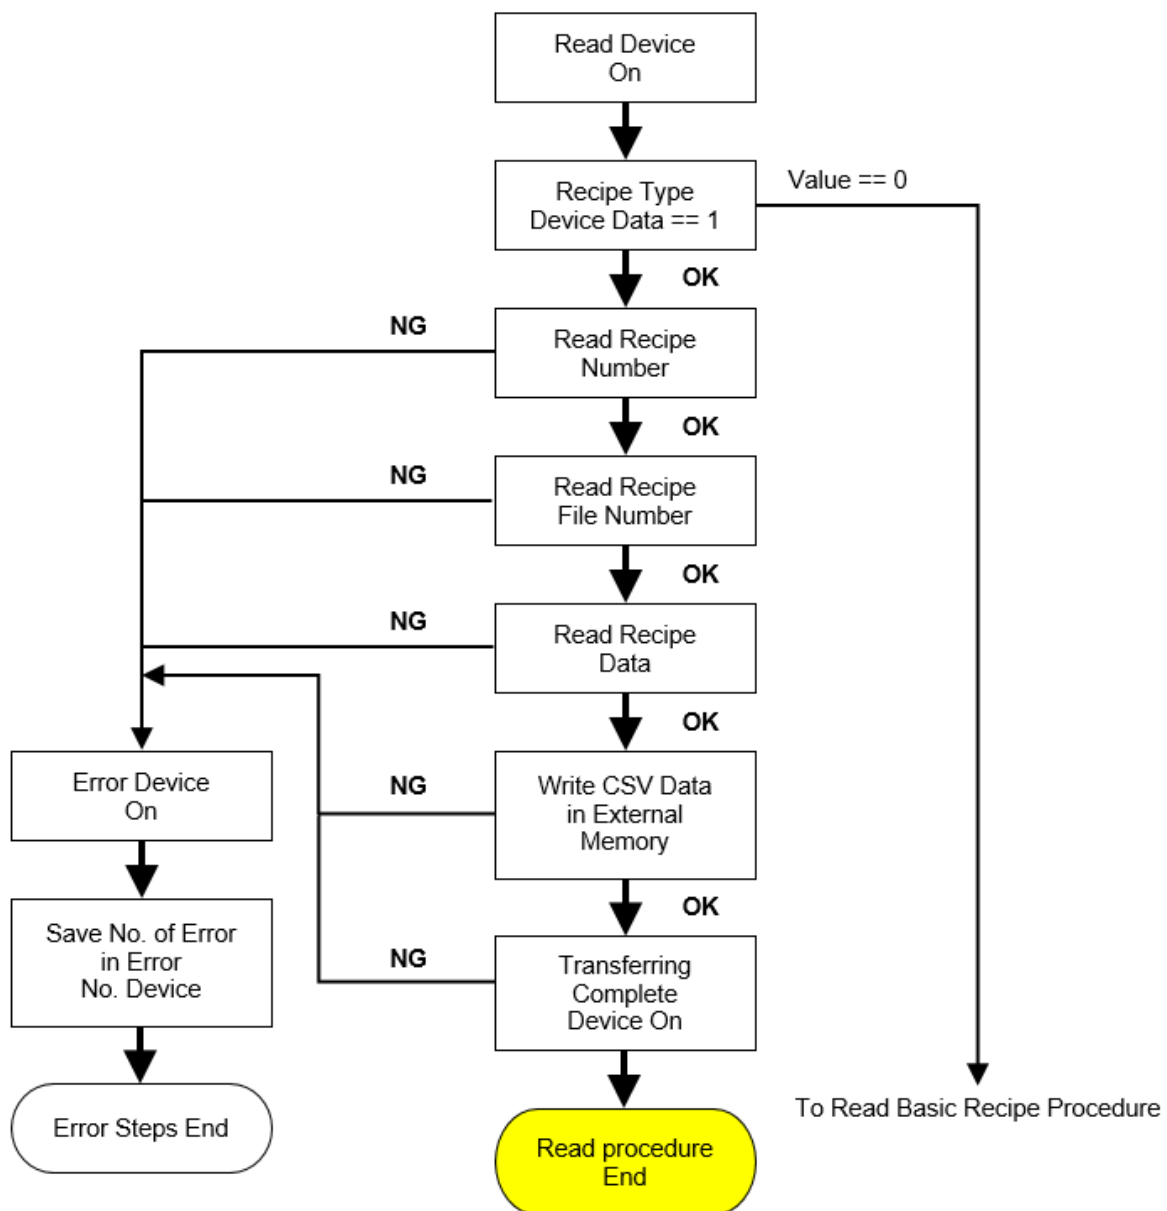 Read Device
On
Recipe Type
Device Data == 1
Value == 0
OK
NG
Read Recipe
Number
OK
NG
Read Recipe
File Number
OK
NG
Read Recipe
Data
OK
Error Device
On
NG
Write CSV Data
in External
Memory
OK
Save No. of Error
in Error
No. Device
NG
Transferring
Complete
Device On
Error Steps End
Read procedure
End
To Read Basic Recipe Procedure